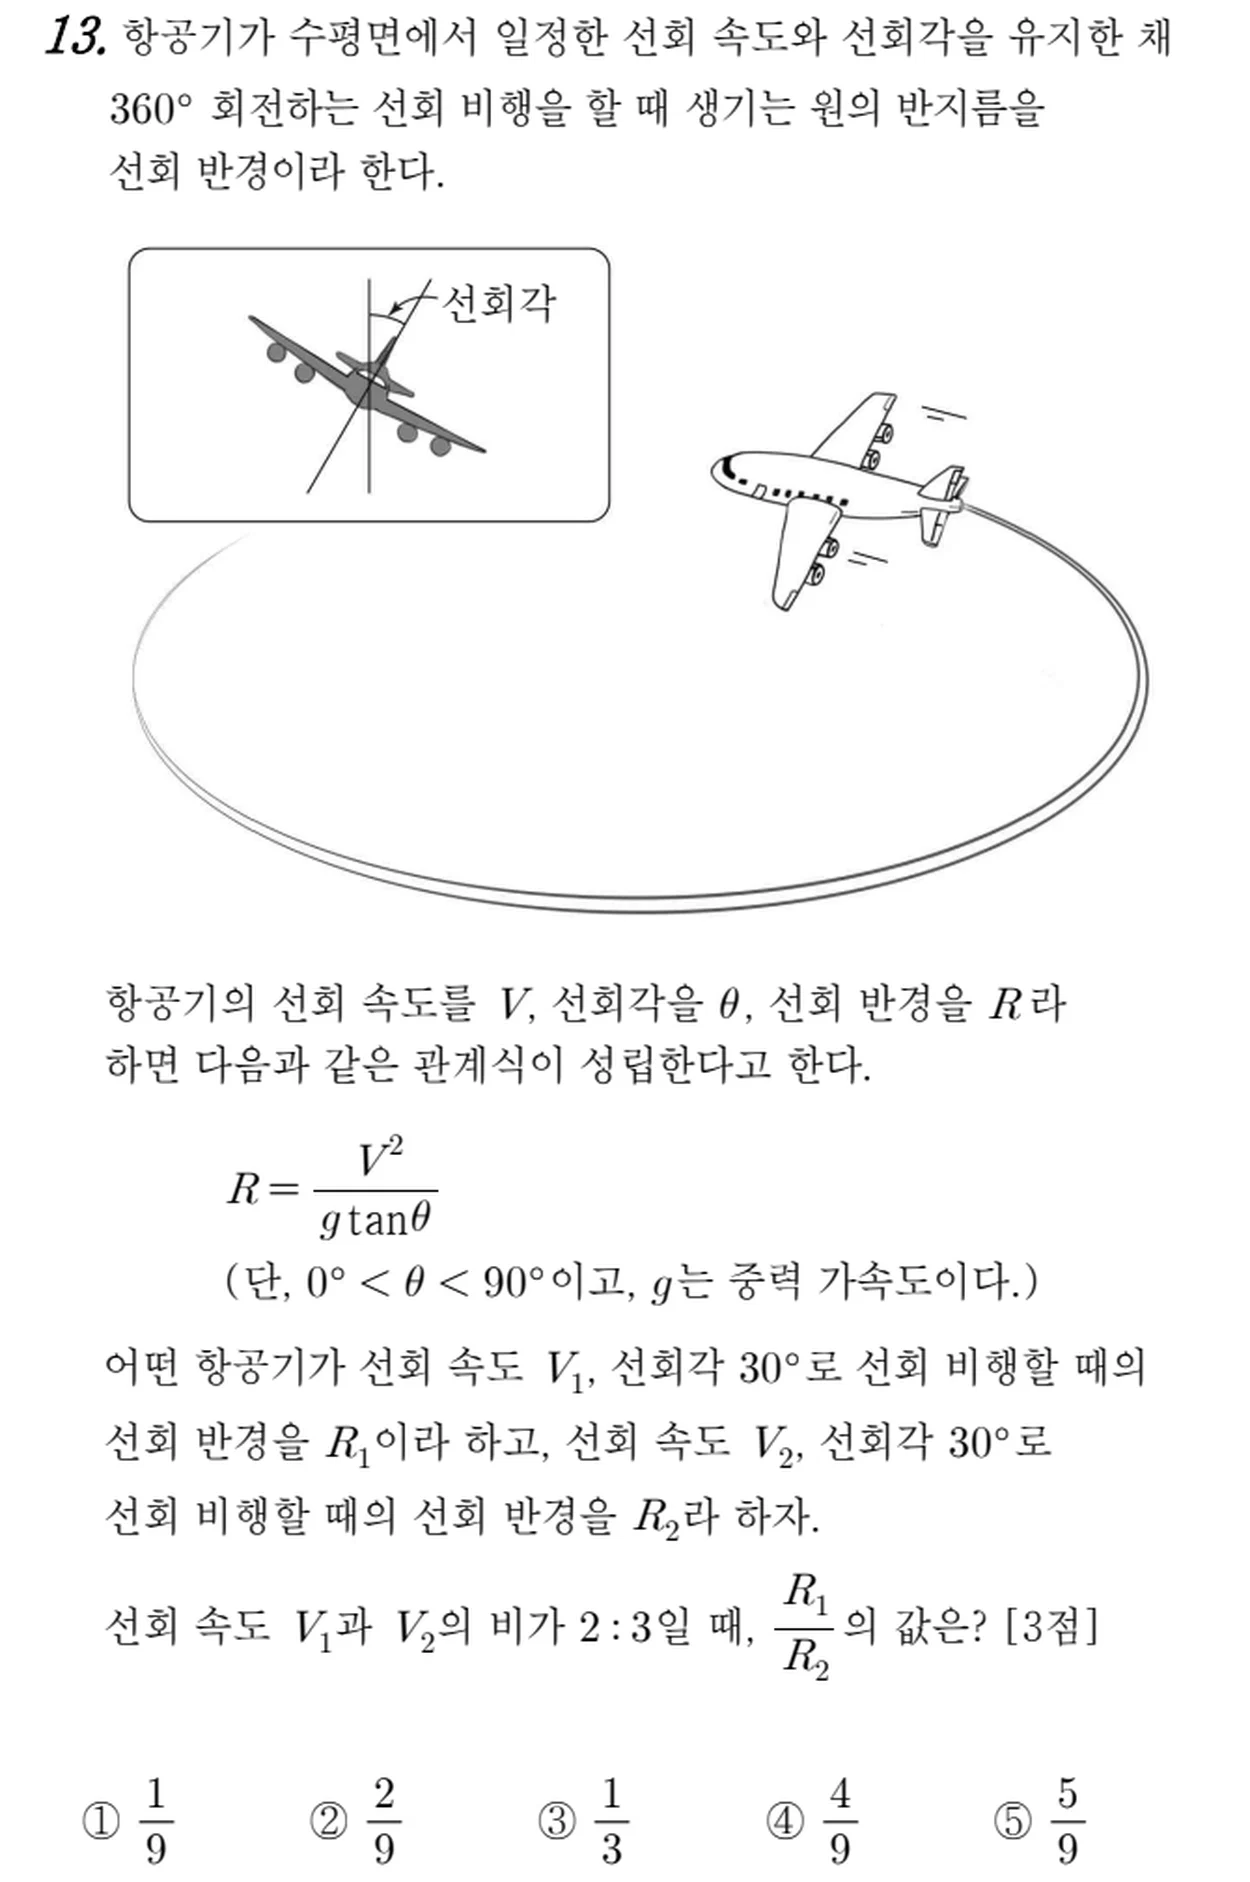 13. 항공기가 수평면에서 일정한 선회 속도와 선회각을 유지한 채
360° 회전하는 선회 비행을 할 때 생기는 원의 반지름을
선회 반경이라 한다.
선회각
항공기의 선회 속도를 V, 선회각을 θ, 선회 반경을 R라
하면 다음과 같은 관계식이 성립한다고 한다.
R = V²/(g tanθ)
(단, 0° < θ < 90°이고, g는 중력 가속도이다.)
어떤 항공기가 선회 속도 V₁, 선회각 30°로 선회 비행할 때의
선회 반경을 R₁이라 하고, 선회 속도 V₂, 선회각 30°로
선회 비행할 때의 선회 반경을 R₂라 하자.
선회 속도 V₁과 V₂의 비가 2 : 3일 때, R₁/R₂의 값은? [3점]
① 1/9 ② 2/9 ③ 1/3 ④ 4/9 ⑤ 5/9